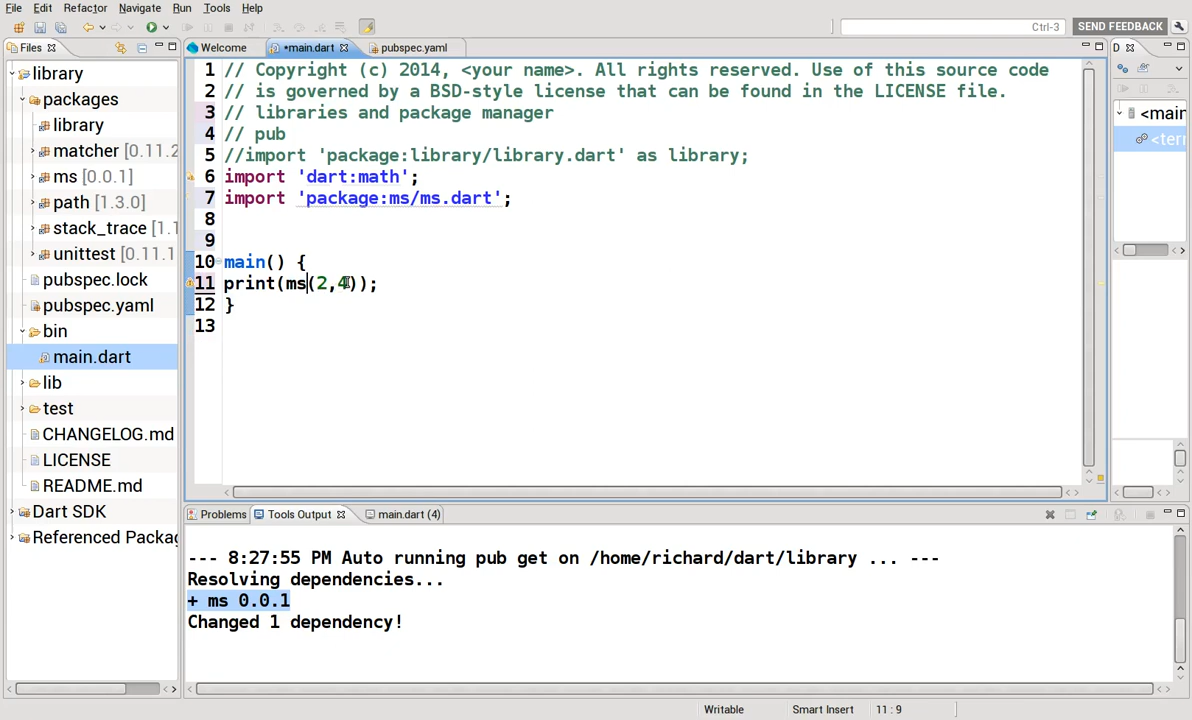 File Edit Refactor Navigate Run Tools Help
Ctrl-3 SEND FEEDBACK
Files Welcome *main.dart pubspec.yaml D
library
packages
library
matcher [0.11.2
ms [0.0.1]
path [1.3.0]
stack_trace [1.1
unittest [0.11.1
pubspec.lock
pubspec.yaml
bin
main.dart
lib
test
CHANGELOG.md
LICENSE
README.md
Dart SDK
Referenced Packa
1 // Copyright (c) 2014, <your name>. All rights reserved. Use of this source code
2 // is governed by a BSD-style license that can be found in the LICENSE file.
3 // libraries and package manager
4 // pub
5 //import 'package:library/library.dart' as library;
6 import 'dart:math';
7 import 'package:ms/ms.dart';
8
9
10 main() {
11 print(ms(2,4));
12 }
13
<main
<ter
Problems Tools Output main.dart (4)
--- 8:27:55 PM Auto running pub get on /home/richard/dart/library ... ---
Resolving dependencies...
+ ms 0.0.1
Changed 1 dependency!
Writable Smart Insert 11 : 9